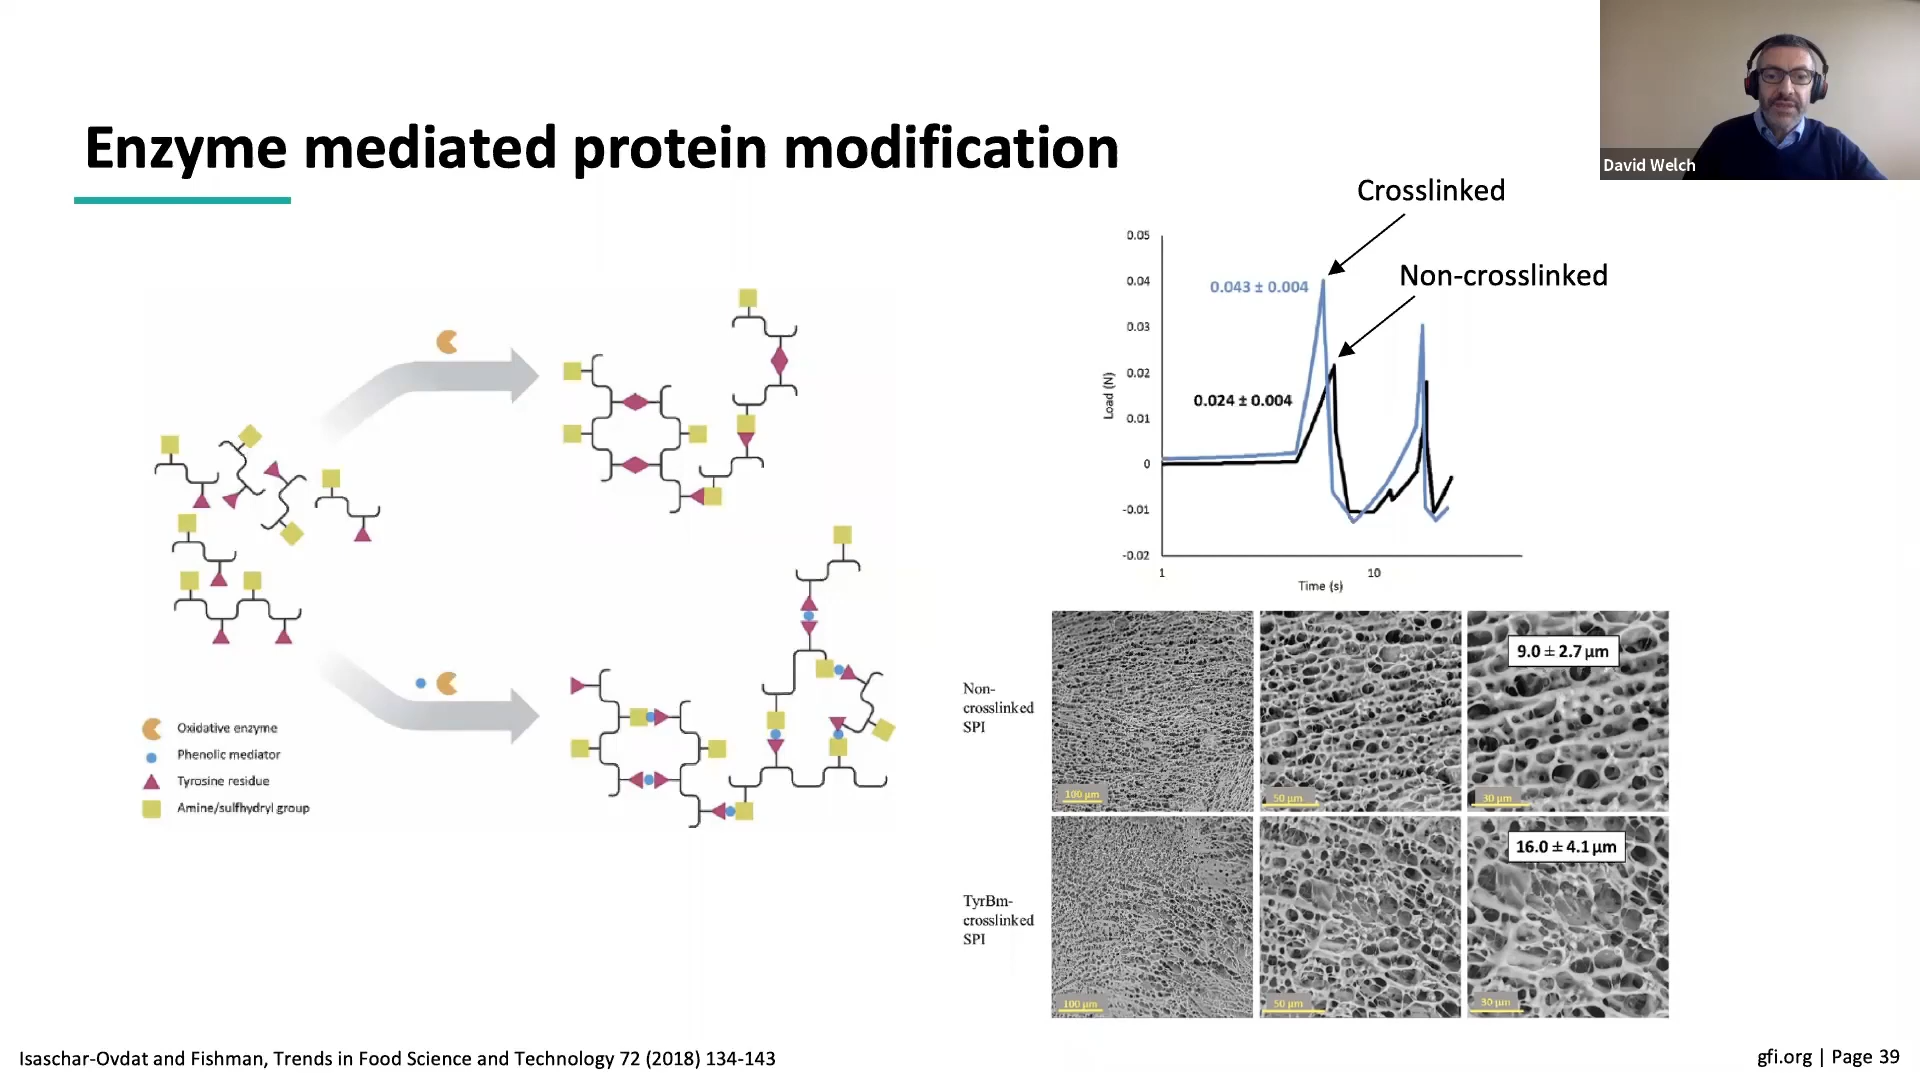 Enzyme mediated protein modification
David Welch
Crosslinked
Non-crosslinked
0.043 ± 0.004
0.024 ± 0.004
Load (N)
0.05
0.04
0.03
0.02
0.01
0
-0.01
-0.02
1
10
Time (s)
Oxidative enzyme
Phenolic mediator
Tyrosine residue
Amine/sulfhydryl group
Non-
crosslinked
SPI
100 µm
50 µm
30 µm
9.0 ± 2.7 µm
TyrBm-
crosslinked
SPI
100 µm
50 µm
30 µm
16.0 ± 4.1 µm
Isaschar-Ovdat and Fishman, Trends in Food Science and Technology 72 (2018) 134-143
gfi.org | Page 39